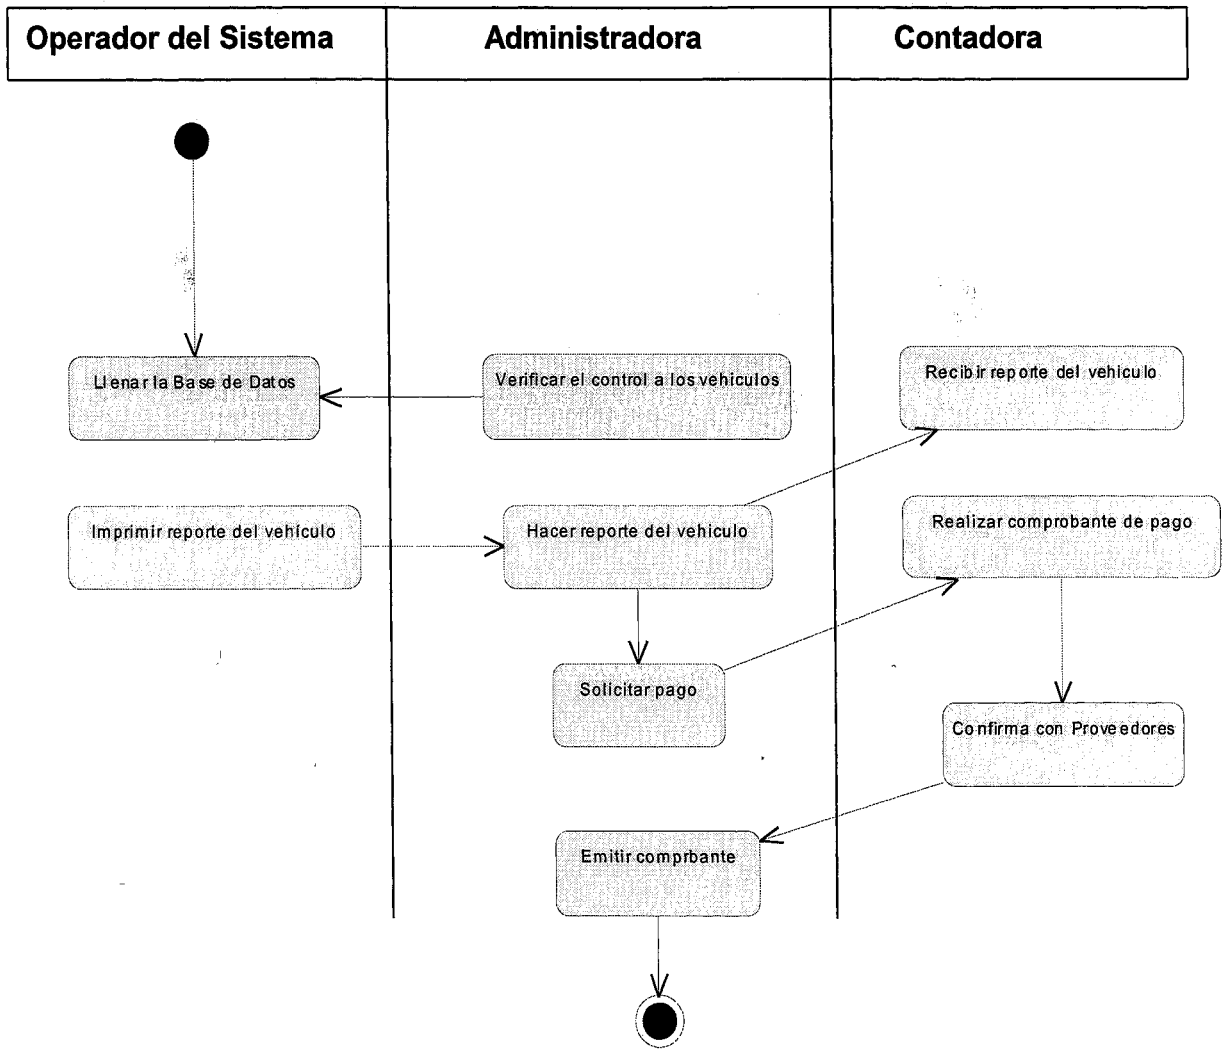 Operador del Sistema
Administradora
Contadora
Llenar la Base de Datos
Verificar el control a los vehiculos
Recibir reporte del vehiculo
Imprimir reporte del vehículo
Hacer reporte del vehiculo
Realizar comprobante de pago
Solicitar pago
Confirma con Proveedores
Emitir comprbante